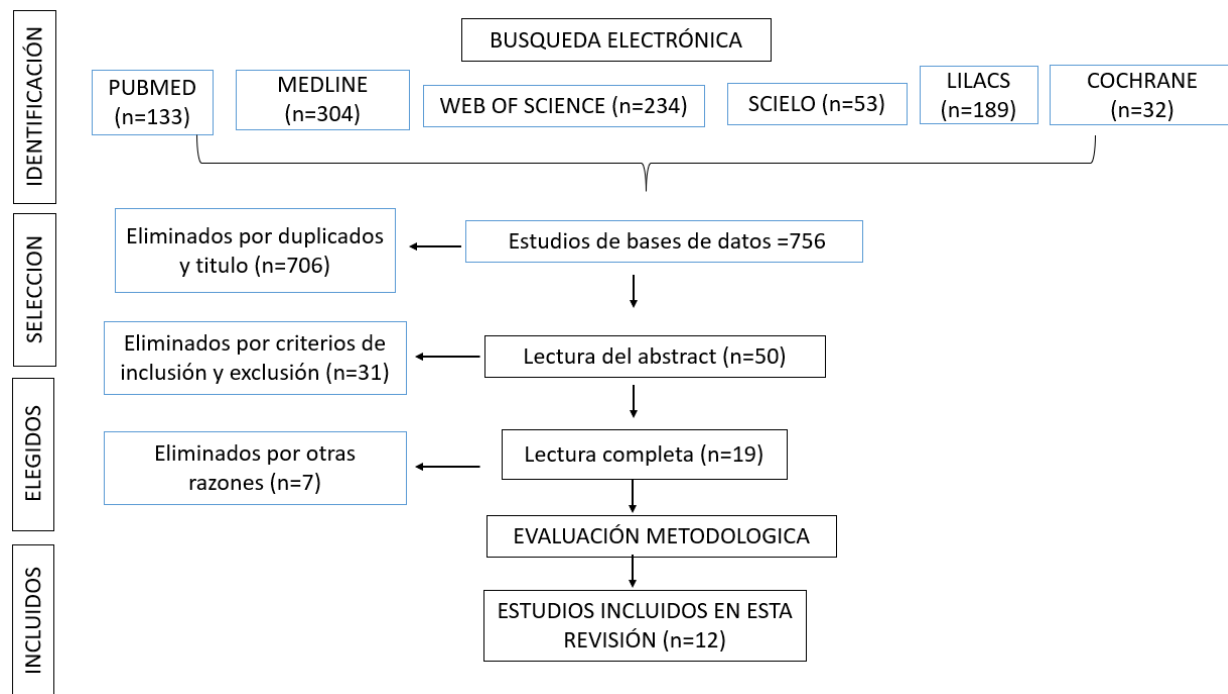 IDENTIFICACIÓN
BUSQUEDA ELECTRÓNICA
PUBMED
(n=133)
MEDLINE
(n=304)
WEB OF SCIENCE (n=234)
SCIELO (n=53)
LILACS
(n=189)
COCHRANE
(n=32)
SELECCION
Eliminados por duplicados
y titulo (n=706)
Estudios de bases de datos =756
Eliminados por criterios de
inclusión y exclusión (n=31)
Lectura del abstract (n=50)
ELEGIDOS
Eliminados por otras
razones (n=7)
Lectura completa (n=19)
EVALUACIÓN METODOLOGICA
INCLUIDOS
ESTUDIOS INCLUIDOS EN ESTA
REVISIÓN (n=12)